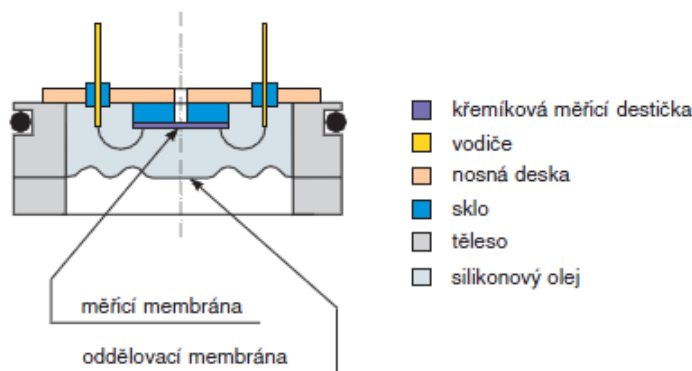 křemíková měřicí destička
vodiče
nosná deska
sklo
těleso
silikonový olej
měřicí membrána
oddělovací membrána